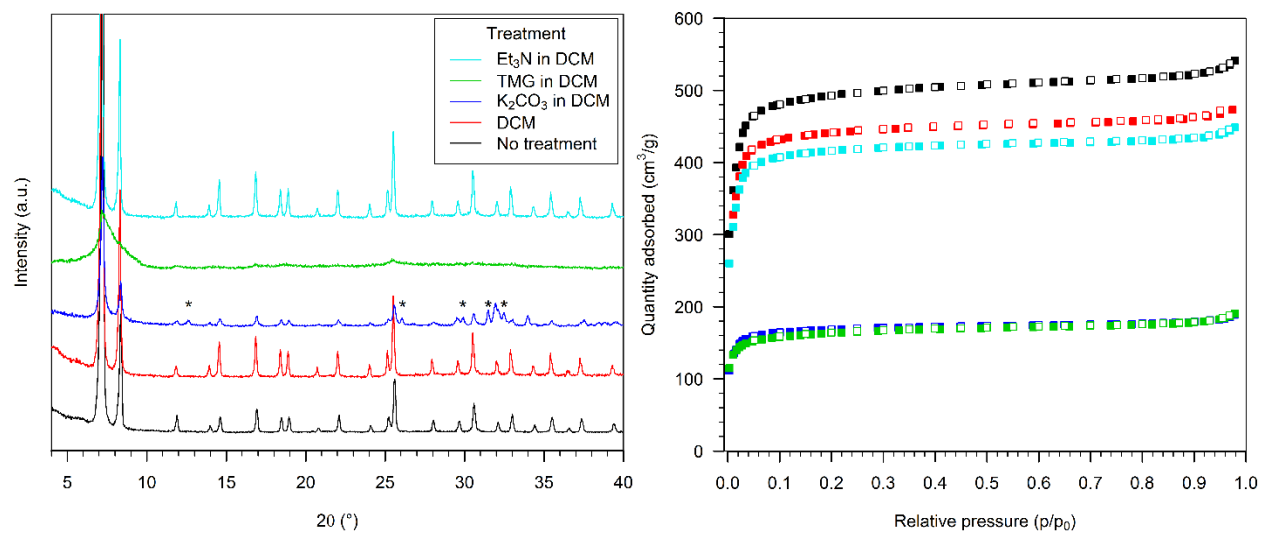 Treatment
Et₃N in DCM
TMG in DCM
K₂CO₃ in DCM
DCM
No treatment
Intensity (a.u.)
* * * * *
5 10 15 20 25 30 35 40
2θ (°)
Quantity adsorbed (cm³/g)
600
500
400
300
200
100
0
0.0 0.1 0.2 0.3 0.4 0.5 0.6 0.7 0.8 0.9 1.0
Relative pressure (p/p₀)